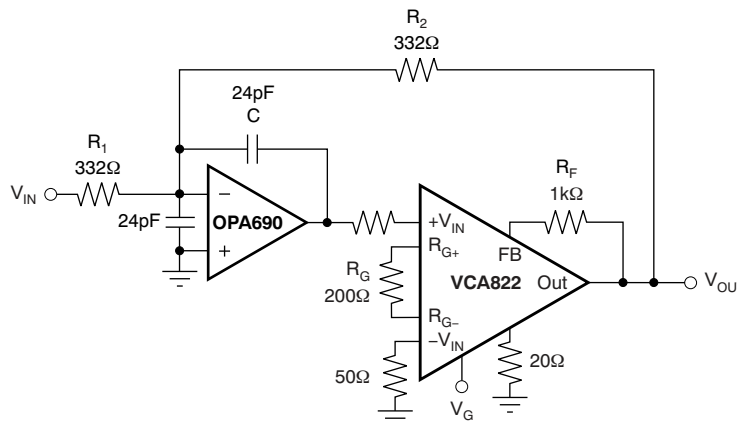 R2
332Ω
24pF
C
R1
332Ω
VIN
24pF
−
+
OPA690
RF
1kΩ
+VIN
RG+
FB
RG
200Ω
VCA822
Out
VOU
RG−
−VIN
50Ω
20Ω
VG